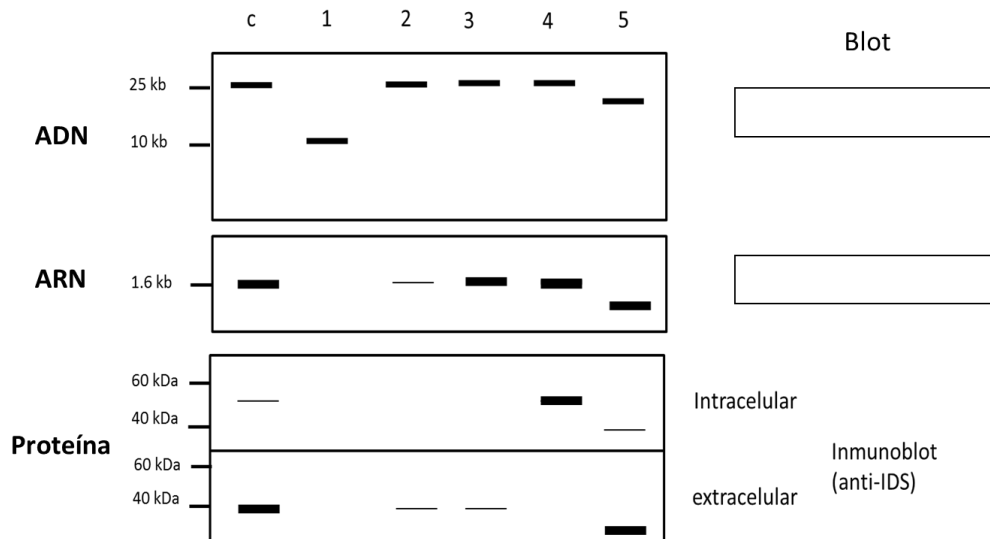 c 1 2 3 4 5
Blot
25 kb
ADN
10 kb
ARN
1.6 kb
60 kDa
Intracelular
40 kDa
Proteína
60 kDa
Inmunoblot
(anti-IDS)
40 kDa
extracelular